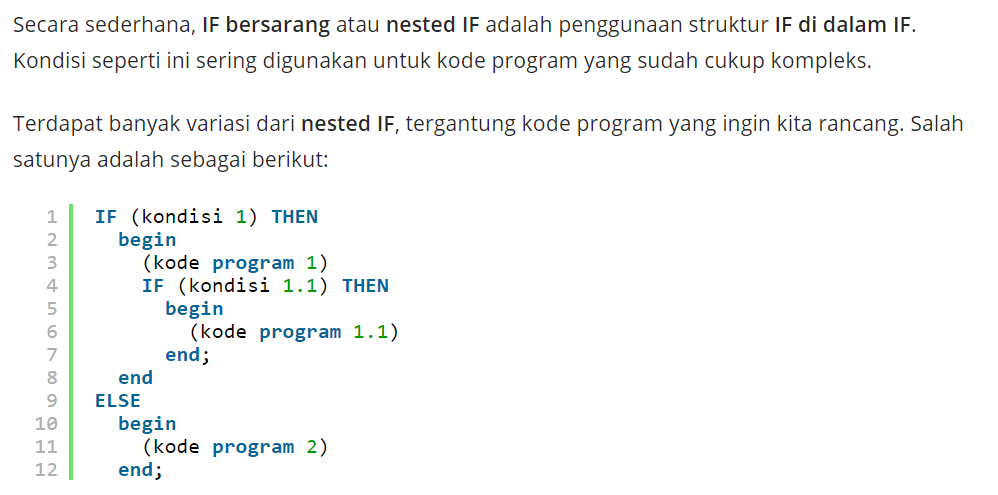 Secara sederhana, IF bersarang atau nested IF adalah penggunaan struktur IF di dalam IF.
Kondisi seperti ini sering digunakan untuk kode program yang sudah cukup kompleks.
Terdapat banyak variasi dari nested IF, tergantung kode program yang ingin kita rancang. Salah
satunya adalah sebagai berikut:
1 IF (kondisi 1) THEN
2 begin
3 (kode program 1)
4 IF (kondisi 1.1) THEN
5 begin
6 (kode program 1.1)
7 end;
8 end
9 ELSE
10 begin
11 (kode program 2)
12 end;